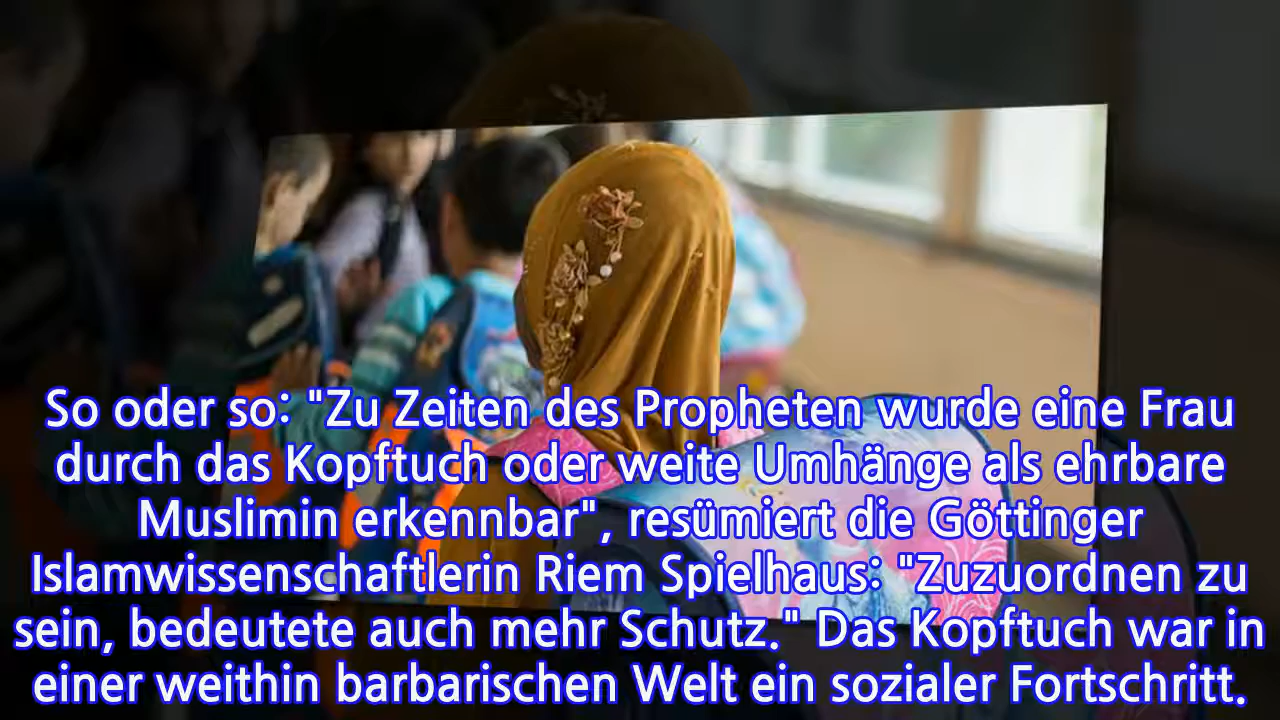 So oder so: "Zu Zeiten des Propheten wurde eine Frau
durch das Kopftuch oder weite Umhänge als ehrbare
Muslimin erkennbar", resümiert die Göttinger
Islamwissenschaftlerin Riem Spielhaus: "Zuzuordnen zu
sein, bedeutete auch mehr Schutz." Das Kopftuch war in
einer weithin barbarischen Welt ein sozialer Fortschritt.